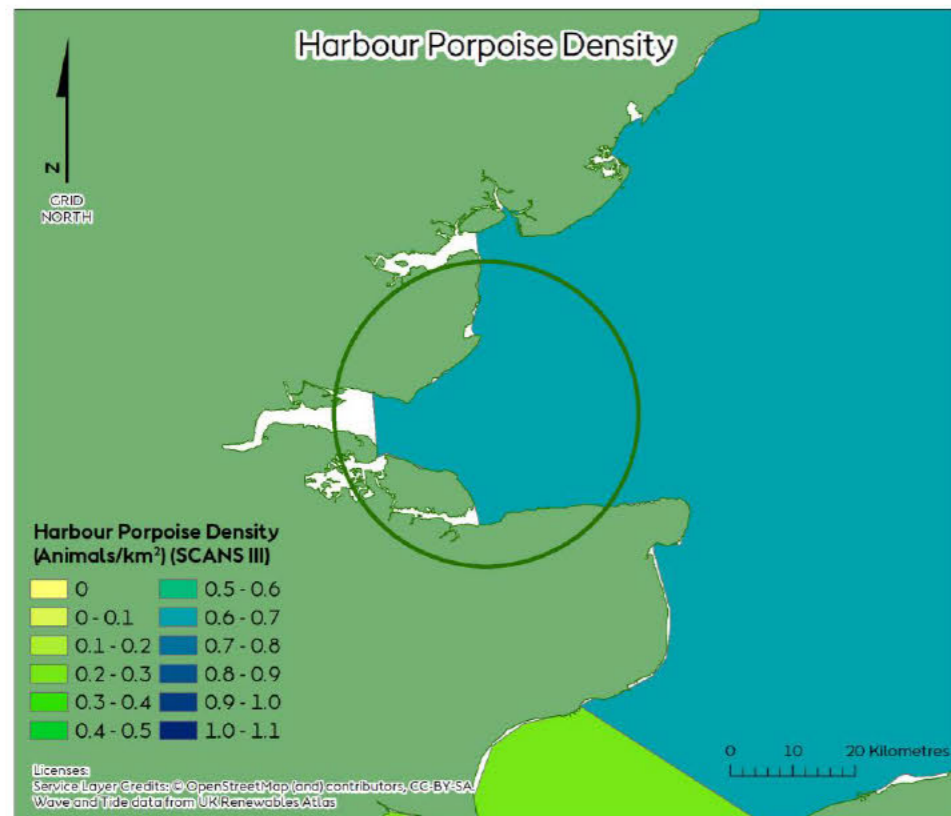 Harbour Porpoise Density
N
GRID
NORTH
Harbour Porpoise Density
(Animals/km²) (SCANS III)
0
0 - 0.1
0.1 - 0.2
0.2 - 0.3
0.3 - 0.4
0.4 - 0.5
0.5 - 0.6
0.6 - 0.7
0.7 - 0.8
0.8 - 0.9
0.9 - 1.0
1.0 - 1.1
0 10 20 Kilometres
Licenses:
Service Layer Credits: © OpenStreetMap (and) contributors, CC-BY-SA
Wave and Tide data from UK Renewables Atlas